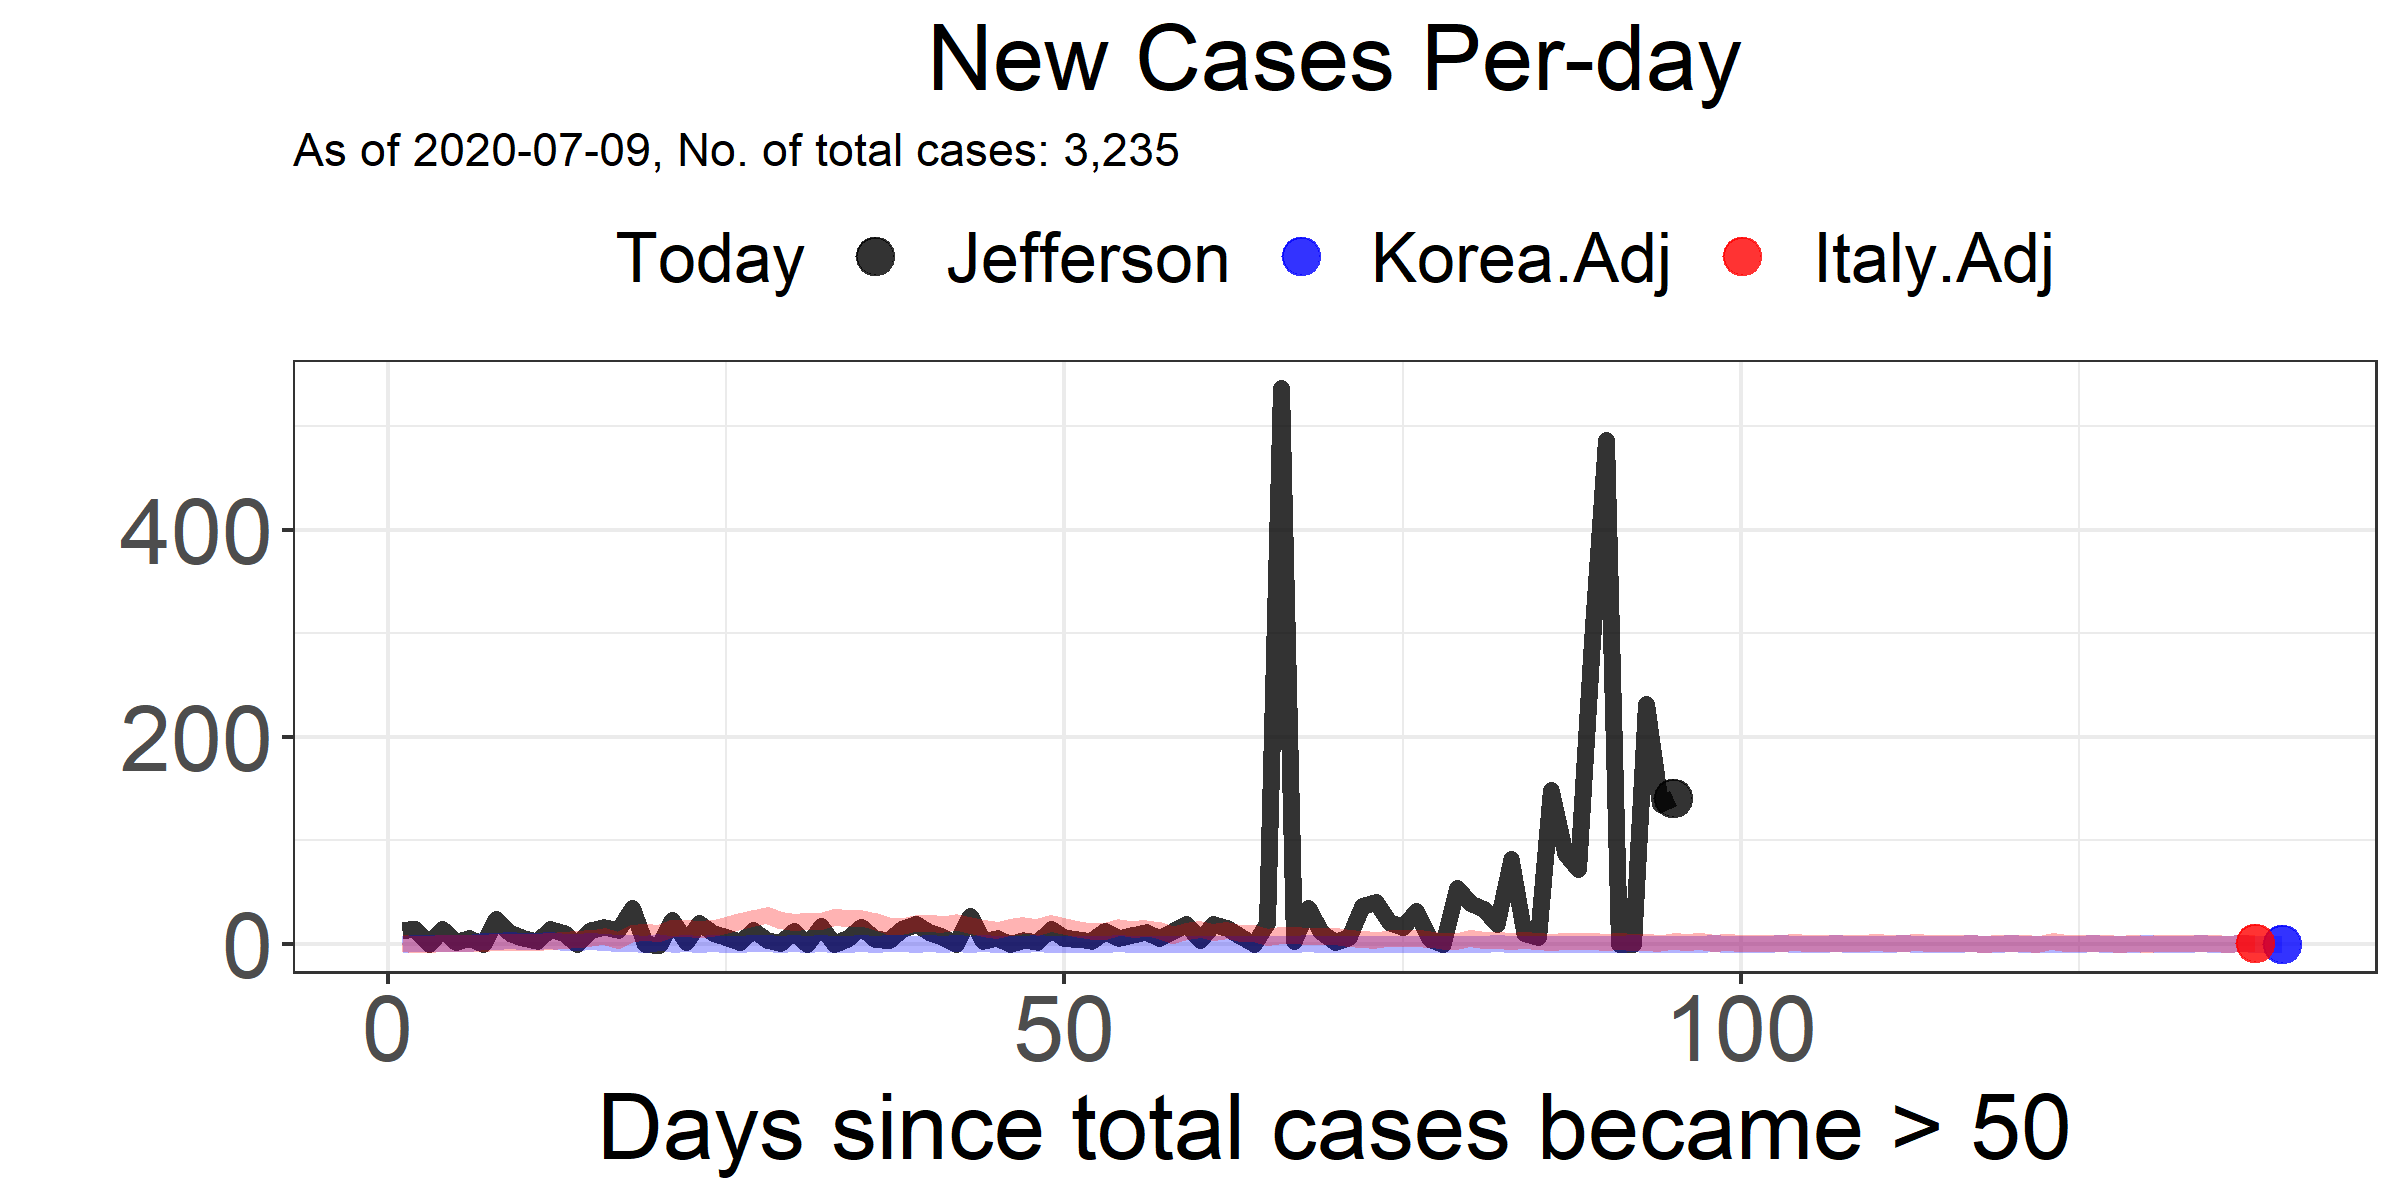 New Cases Per-day
As of 2020-07-09, No. of total cases: 3,235
Today Jefferson Korea.Adj Italy.Adj
400
200
0
0 50 100
Days since total cases became > 50